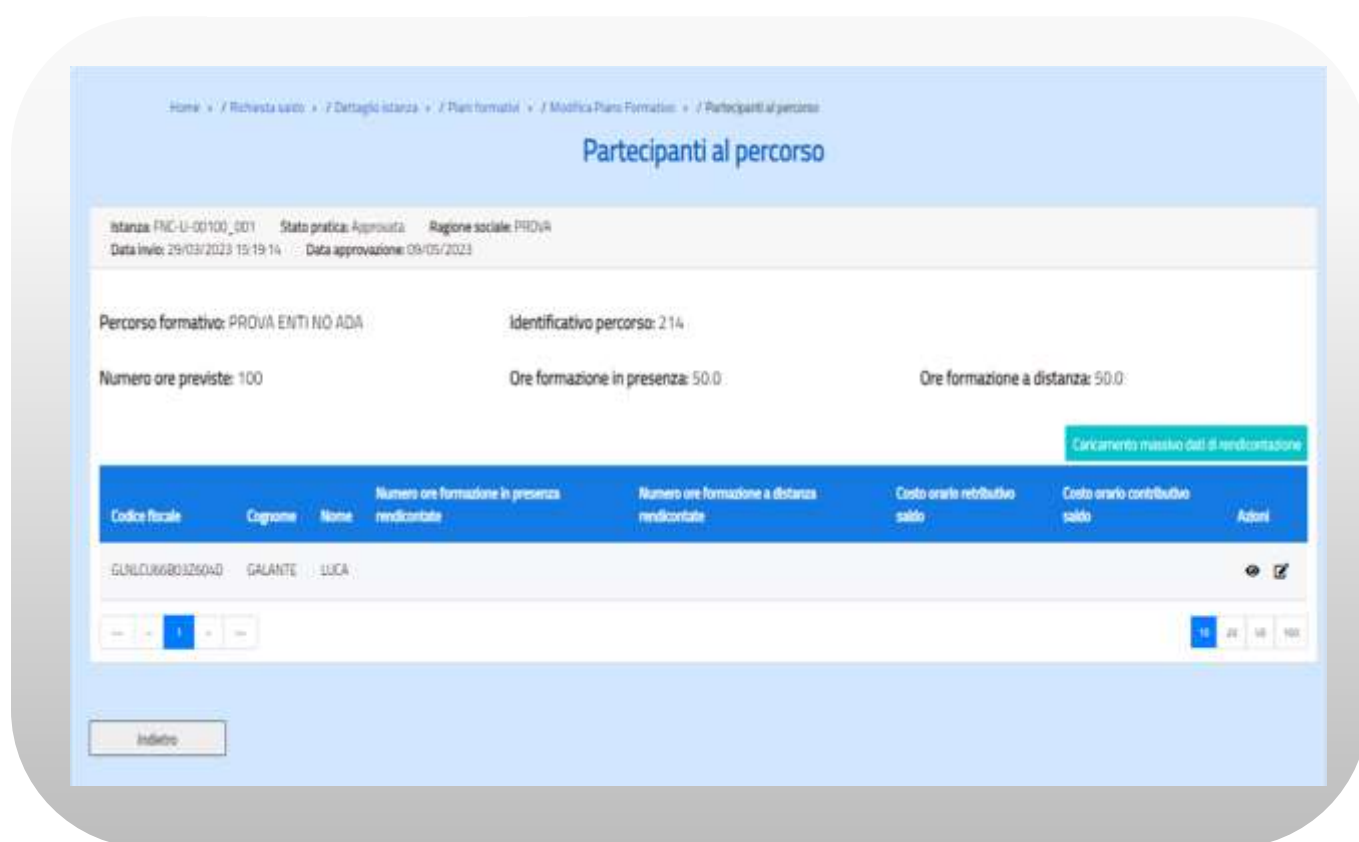 Home / Richiesta saldo / Dettaglio istanza / Piani formativi / Modifica Piano Formativo / Partecipanti al percorso
Partecipanti al percorso
Istanza: FNC-U-00100_001 Stato pratica: Approvata Ragione sociale: PROVA
Data invio: 29/03/2023 15:19:14 Data approvazione: 09/05/2023
Percorso formativo: PROVA ENTI NO ADA Identificativo percorso: 214
Numero ore previste: 100 Ore formazione in presenza: 50.0 Ore formazione a distanza: 50.0
Caricamento massivo dati di rendicontazione
Codice fiscale Cognome Nome Numero ore formazione in presenza rendicontate Numero ore formazione a distanza rendicontate Costo orario retributivo saldo Costo orario contributivo saldo Azioni
GLNLCU66B03Z604D GALANTE LUCA
1 10 20 50 100
Indietro